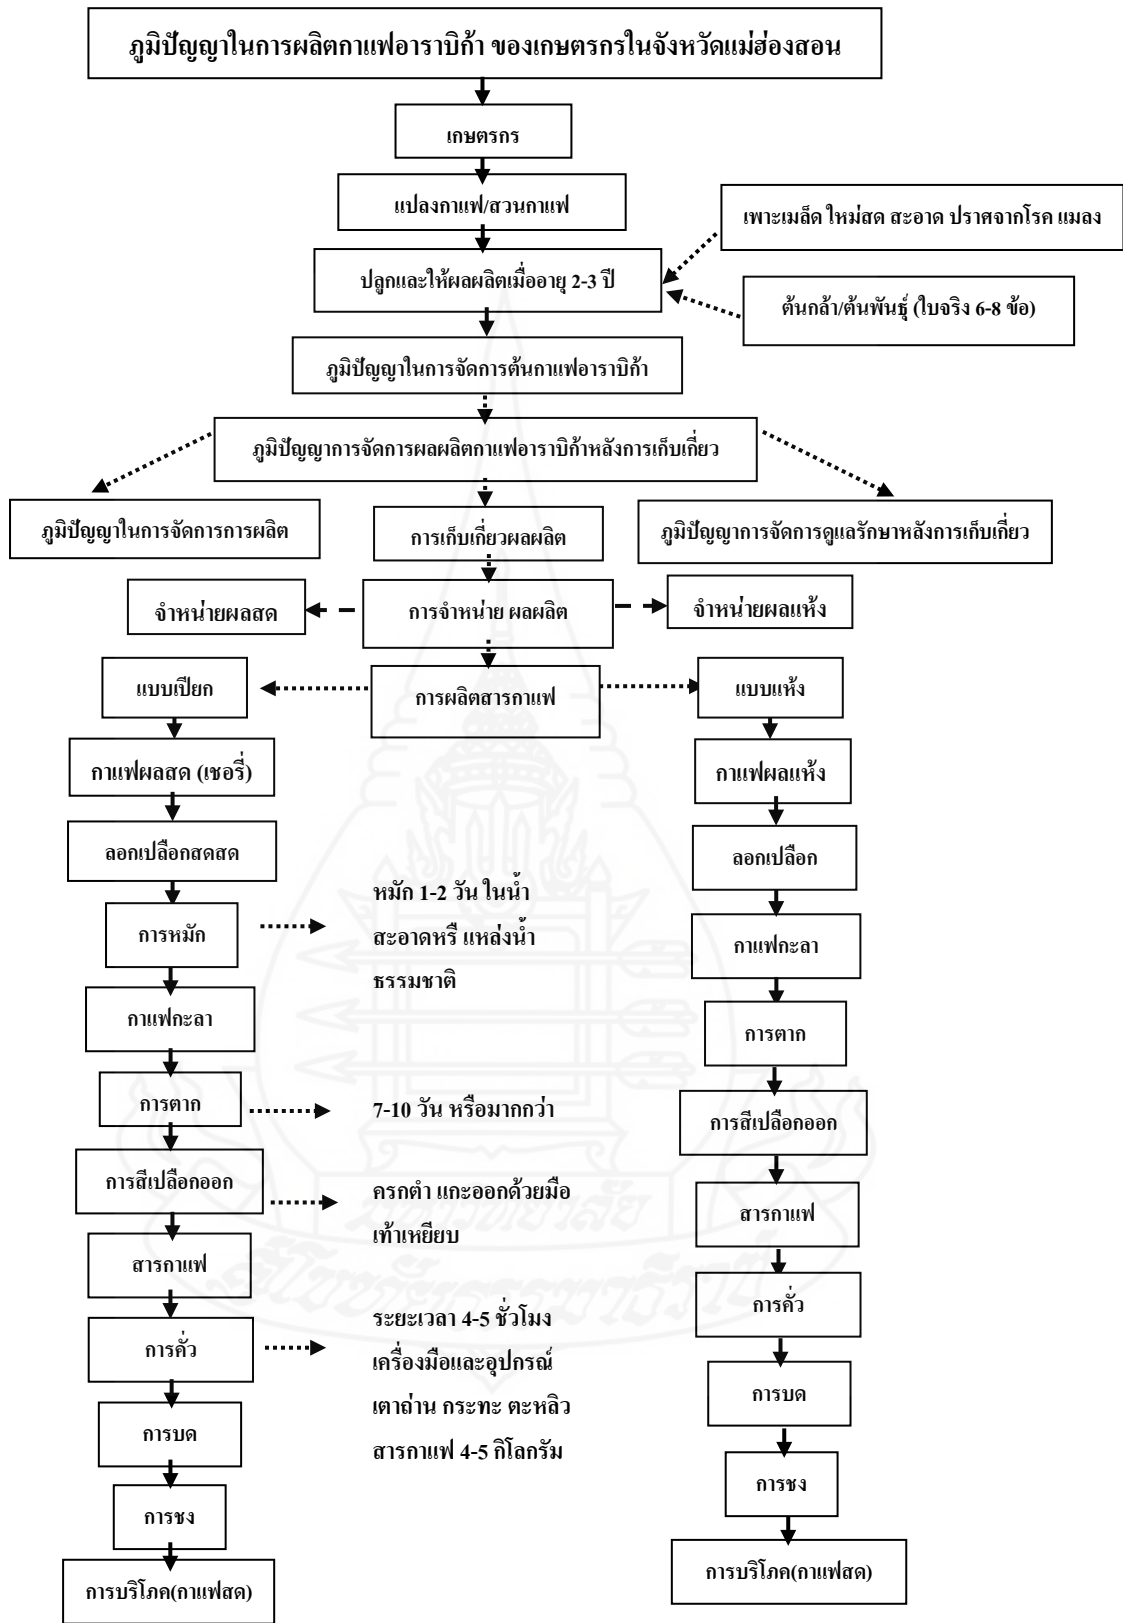 ภูมิปัญญาในการผลิตกาแฟอาราบิก้า ของเกษตรกรในจังหวัดแม่ฮ่องสอน
เกษตรกร
แปลงกาแฟ/สวนกาแฟ
เพาะเมล็ด ใหม่สด สะอาด ปราศจากโรค แมลง
ปลูกและให้ผลผลิตเมื่ออายุ 2-3 ปี
ต้นกล้า/ต้นพันธุ์ (ใบจริง 6-8 ข้อ)
ภูมิปัญญาในการจัดการต้นกาแฟอาราบิก้า
ภูมิปัญญาการจัดการผลผลิตกาแฟอาราบิก้าหลังการเก็บเกี่ยว
ภูมิปัญญาในการจัดการการผลิต
การเก็บเกี่ยวผลผลิต
ภูมิปัญญาการจัดการดูแลรักษาหลังการเก็บเกี่ยว
จำหน่ายผลสด
การจำหน่าย ผลผลิต
จำหน่ายผลแห้ง
แบบเปียก
การผลิตสารกาแฟ
แบบแห้ง
กาแฟผลสด (เชอรี่)
กาแฟผลแห้ง
ลอกเปลือกสดสด
ลอกเปลือก
การหมัก
หมัก 1-2 วัน ในน้ำ
สะอาดหรื แหล่งน้ำ
ธรรมชาติ
กาแฟกะลา
กาแฟกะลา
การตาก
การตาก
7-10 วัน หรือมากกว่า
การสีเปลือกออก
การสีเปลือกออก
ครกตำ แกะออกด้วยมือ
เท้าเหยียบ
สารกาแฟ
สารกาแฟ
การคั่ว
การคั่ว
ระยะเวลา 4-5 ชั่วโมง
เครื่องมือและอุปกรณ์
เตาถ่าน กระทะ ตะหลิว
สารกาแฟ 4-5 กิโลกรัม
การบด
การบด
การชง
การชง
การบริโภค(กาแฟสด)
การบริโภค(กาแฟสด)
มหาวิทยาลัย
สุโขทัยธรรมาธิราช